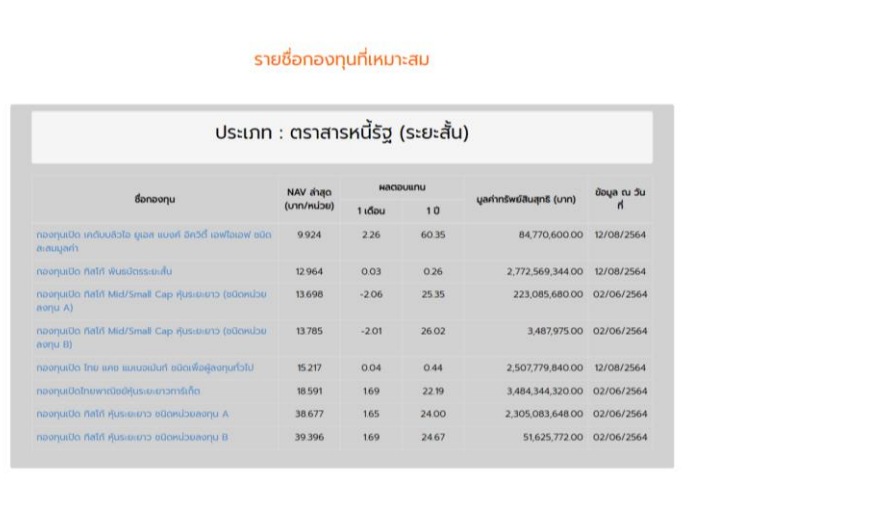 รายชื่อกองทุนที่เหมาะสม
ประเภท : ตราสารหนี้รัฐ (ระยะสั้น)
ชื่อกองทุน NAV ล่าสุด (บาท/หน่วย) ผลตอบแทน 1 เดือน 1 ปี มูลค่าทรัพย์สินสุทธิ (บาท) ข้อมูล ณ วันที่
กองทุนเปิด เคดับบลิวไอ ยูเอส แบงค์ อิควิตี้ เอฟไอเอฟ ชนิด 9.924 2.26 60.35 84,770,600.00 12/08/2564
สะสมมูลค่า
กองทุนเปิด ทิสโก้ พันธบัตรระยะสั้น 12.964 0.03 0.26 2,772,569,344.00 12/08/2564
กองทุนเปิด ทิสโก้ Mid/Small Cap หุ้นระยะยาว (ชนิดหน่วย 13.698 -2.06 25.35 223,085,680.00 02/06/2564
ลงทุน A)
กองทุนเปิด ทิสโก้ Mid/Small Cap หุ้นระยะยาว (ชนิดหน่วย 13.785 -2.01 26.02 3,487,975.00 02/06/2564
ลงทุน B)
กองทุนเปิด ไทย แคช แมเนจเม้นท์ ชนิดเพื่อผู้ลงทุนทั่วไป 15.217 0.04 0.44 2,507,779,840.00 12/08/2564
กองทุนเปิดไทยพาณิชย์หุ้นระยะยาวทาร์เก็ต 18.591 1.69 22.19 3,484,344,320.00 02/06/2564
กองทุนเปิด ทิสโก้ หุ้นระยะยาว ชนิดหน่วยลงทุน A 38.677 1.65 24.00 2,305,083,648.00 02/06/2564
กองทุนเปิด ทิสโก้ หุ้นระยะยาว ชนิดหน่วยลงทุน B 39.396 1.69 24.67 51,625,772.00 02/06/2564